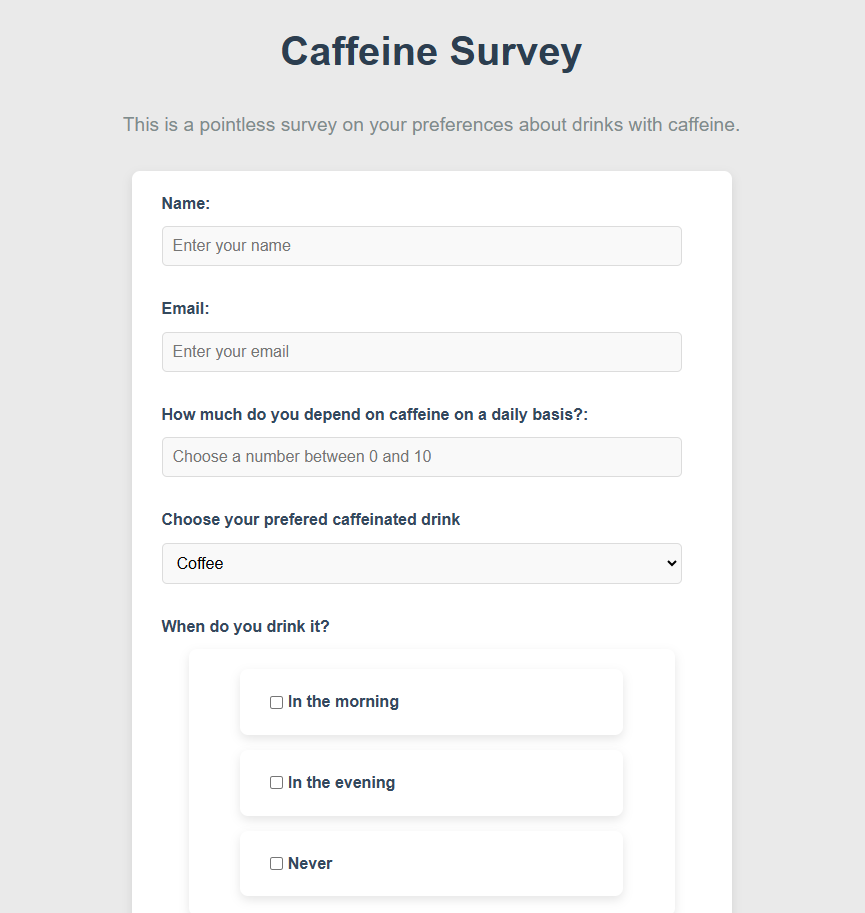 Caffeine Survey
This is a pointless survey on your preferences about drinks with caffeine.
Name:
Enter your name
Email:
Enter your email
How much do you depend on caffeine on a daily basis?:
Choose a number between 0 and 10
Choose your prefered caffeinated drink
Coffee
When do you drink it?
In the morning
In the evening
Never